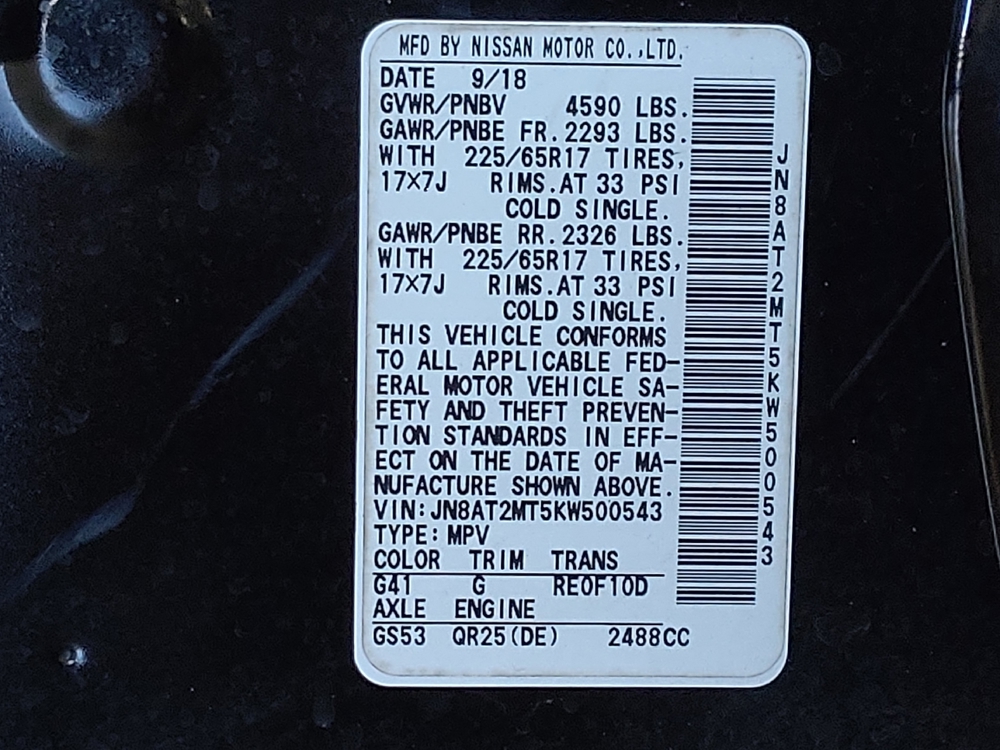 MFD BY NISSAN MOTOR CO.,LTD.
DATE 9/18
GVWR/PNBV 4590 LBS.
GAWR/PNBE FR. 2293 LBS.
WITH 225/65R17 TIRES,
17×7J RIMS.AT 33 PSI
COLD SINGLE.
GAWR/PNBE RR. 2326 LBS.
WITH 225/65R17 TIRES,
17×7J RIMS.AT 33 PSI
COLD SINGLE.
THIS VEHICLE CONFORMS
TO ALL APPLICABLE FED-
ERAL MOTOR VEHICLE SA-
FETY AND THEFT PREVEN-
TION STANDARDS IN EFF-
ECT ON THE DATE OF MA-
NUFACTURE SHOWN ABOVE.
VIN:JN8AT2MT5KW500543
TYPE:MPV
COLOR TRIM TRANS
G41 G RE0F10D
AXLE ENGINE
GS53 QR25(DE) 2488CC
JN8AT2MT5KW500543